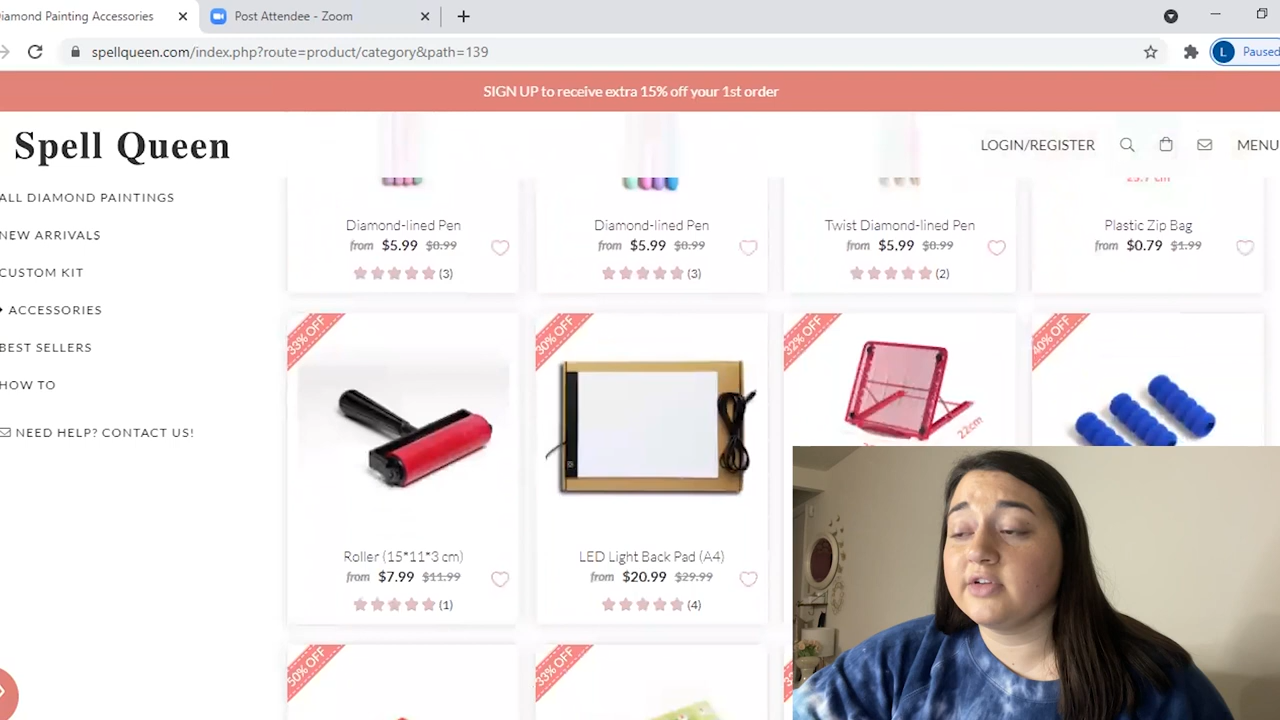 iamond Painting Accessories
Post Attendee - Zoom
spellqueen.com/index.php?route=product/category&path=139
L Paused
SIGN UP to receive extra 15% off your 1st order
Spell Queen
LOGIN/REGISTER
MENU
ALL DIAMOND PAINTINGS
NEW ARRIVALS
CUSTOM KIT
ACCESSORIES
BEST SELLERS
HOW TO
NEED HELP? CONTACT US!
Diamond-lined Pen
from $5.99 $8.99
(3)
Diamond-lined Pen
from $5.99 $8.99
(3)
Twist Diamond-lined Pen
from $5.99 $8.99
(2)
Plastic Zip Bag
from $0.79 $1.99
33% OFF
30% OFF
32% OFF
22cm
40% OFF
Roller (15*11*3 cm)
from $7.99 $11.99
(1)
LED Light Back Pad (A4)
from $20.99 $29.99
(4)
50% OFF
33% OFF